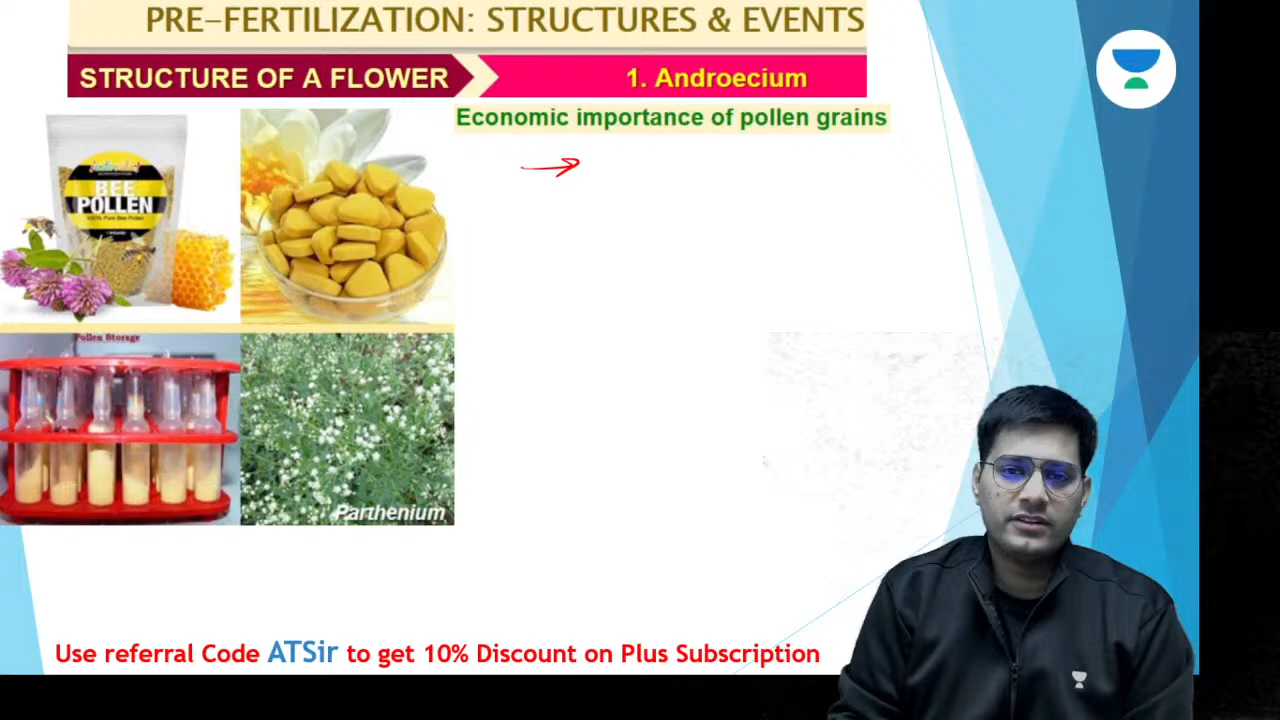 PRE-FERTILIZATION: STRUCTURES & EVENTS
STRUCTURE OF A FLOWER
1. Androecium
Economic importance of pollen grains
BEE
POLLEN
Pollen Storage
Parthenium
Use referral Code ATSir to get 10% Discount on Plus Subscription